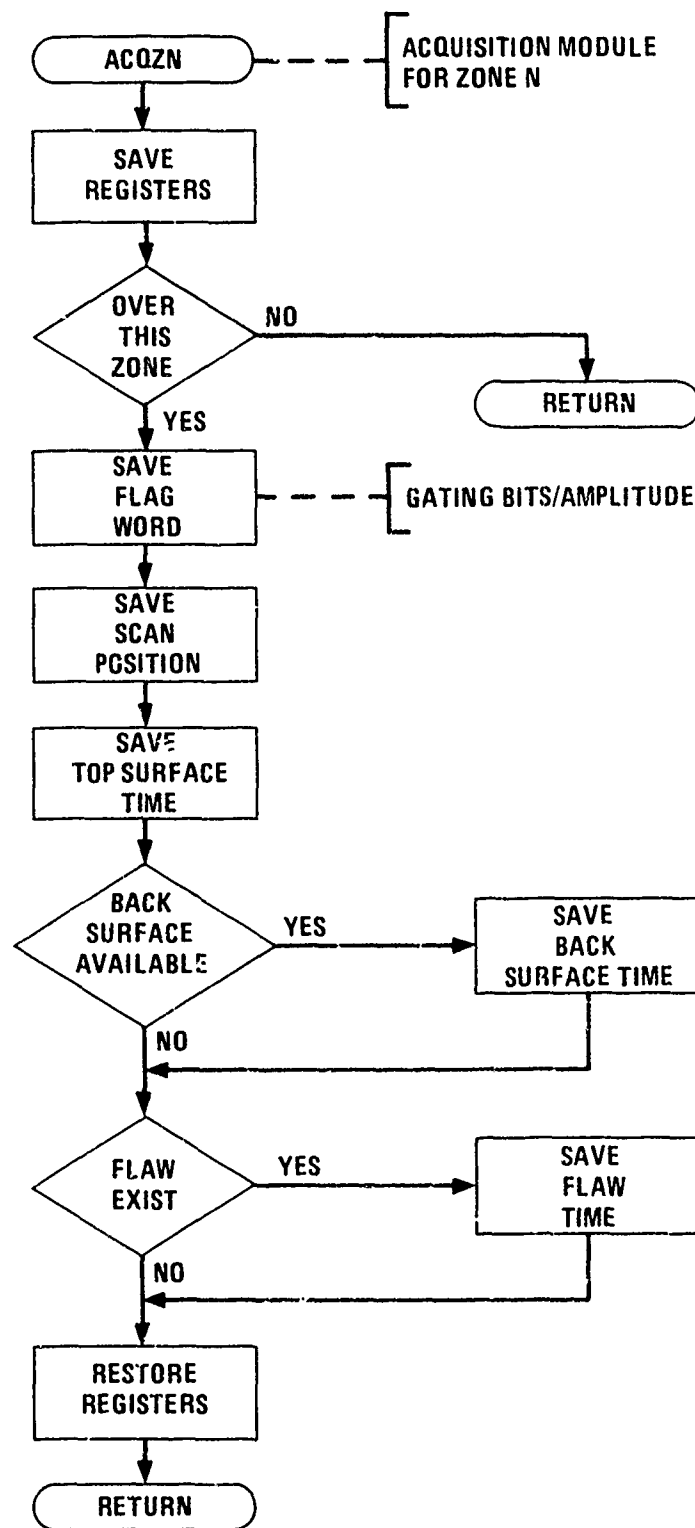 ACQZN
ACQUISITION MODULE
FOR ZONE N
SAVE
REGISTERS
OVER
THIS
ZONE
NO
RETURN
YES
SAVE
FLAG
WORD
GATING BITS/AMPLITUDE
SAVE
SCAN
POSITION
SAVE
TOP SURFACE
TIME
BACK
SURFACE
AVAILABLE
YES
SAVE
BACK
SURFACE TIME
NO
FLAW
EXIST
YES
SAVE
FLAW
TIME
NO
RESTORE
REGISTERS
RETURN